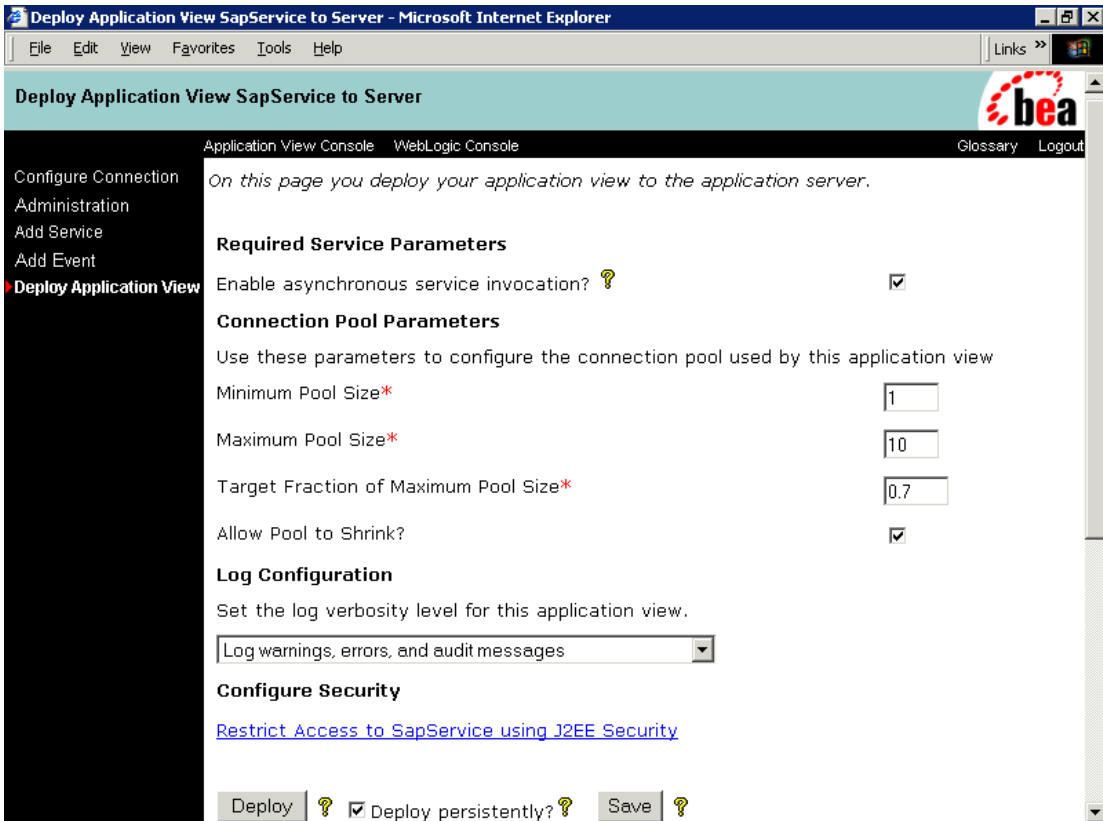 Deploy Application View SapService to Server - Microsoft Internet Explorer
File Edit View Favorites Tools Help Links »
Deploy Application View SapService to Server
bea
Application View Console WebLogic Console Glossary Logout
Configure Connection
Administration
Add Service
Add Event
Deploy Application View
On this page you deploy your application view to the application server.
Required Service Parameters
Enable asynchronous service invocation? ?
Connection Pool Parameters
Use these parameters to configure the connection pool used by this application view
Minimum Pool Size* 1
Maximum Pool Size* 10
Target Fraction of Maximum Pool Size* 0.7
Allow Pool to Shrink?
Log Configuration
Set the log verbosity level for this application view.
Log warnings, errors, and audit messages
Configure Security
Restrict Access to SapService using J2EE Security
Deploy ? Deploy persistently? ? Save ?